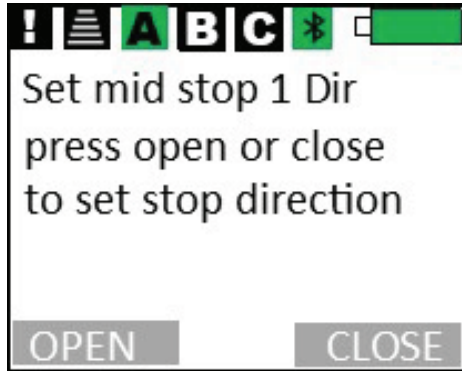 ! A B C
Set mid stop 1 Dir
press open or close
to set stop direction
OPEN CLOSE